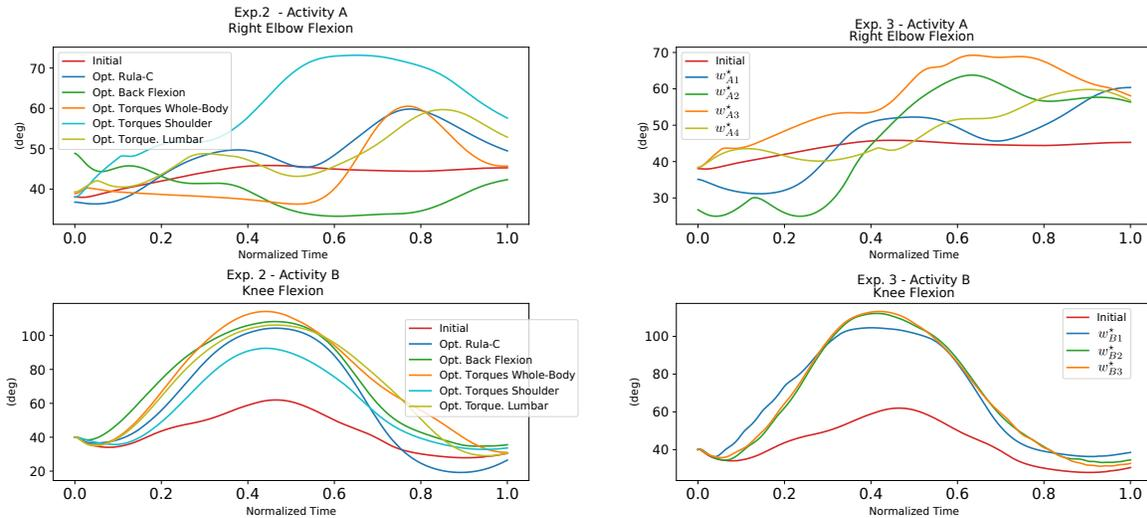 Exp.2 - Activity A
Right Elbow Flexion
Initial
Opt. Rula-C
Opt. Back Flexion
Opt. Torques Whole-Body
Opt. Torques Shoulder
Opt. Torque. Lumbar
(deg)
70
60
50
40
0.0 0.2 0.4 0.6 0.8 1.0
Normalized Time
Exp. 3 - Activity A
Right Elbow Flexion
Initial
w*A1
w*A2
w*A3
w*A4
(deg)
70
60
50
40
30
0.0 0.2 0.4 0.6 0.8 1.0
Normalized Time
Exp. 2 - Activity B
Knee Flexion
Initial
Opt. Rula-C
Opt. Back Flexion
Opt. Torques Whole-Body
Opt. Torques Shoulder
Opt. Torque. Lumbar
(deg)
100
80
60
40
20
0.0 0.2 0.4 0.6 0.8 1.0
Normalized Time
Exp. 3 - Activity B
Knee Flexion
Initial
w*B1
w*B2
w*B3
(deg)
100
80
60
40
0.0 0.2 0.4 0.6 0.8 1.0
Normalized Time